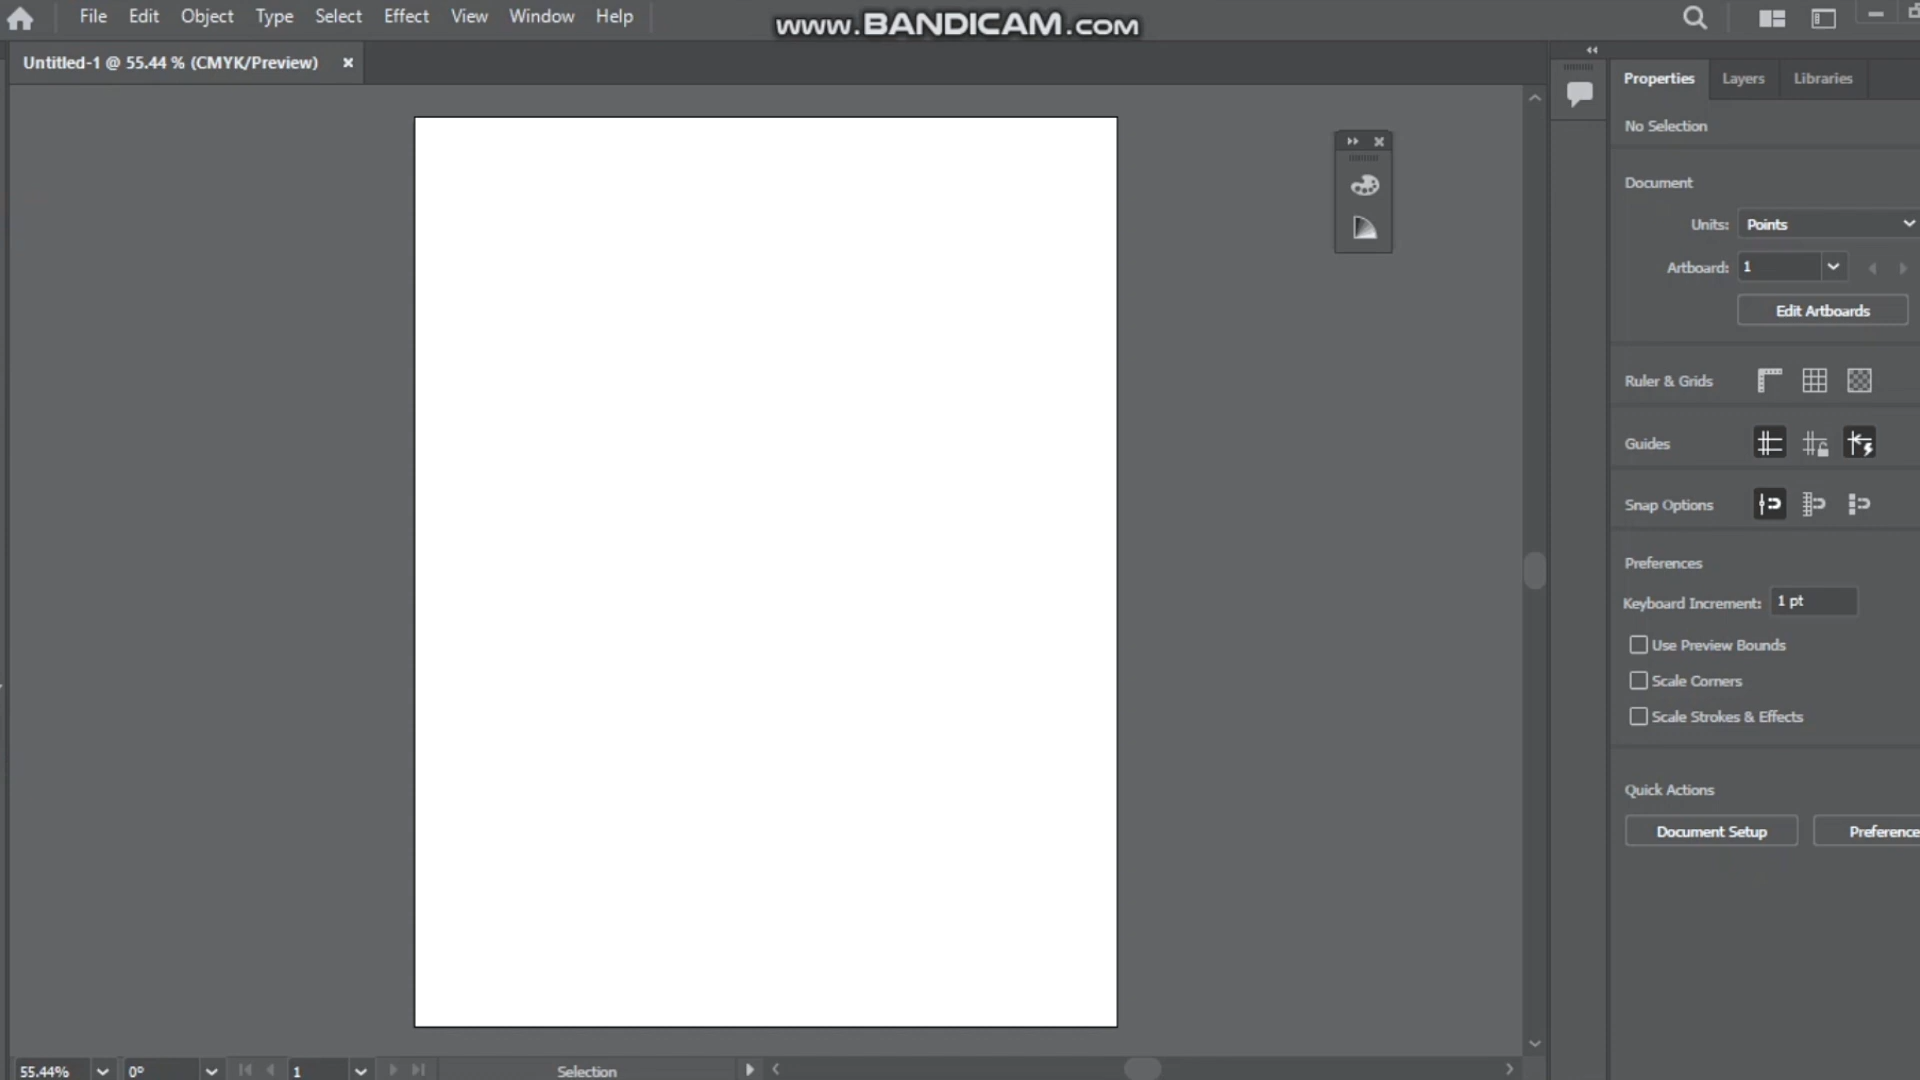 File Edit Object Type Select Effect View Window Help
www.BANDICAM.com
Untitled-1 @ 55.44 % (CMYK/Preview)
Properties Layers Libraries
No Selection
Document
Units: Points
Artboard: 1
Edit Artboards
Ruler & Grids
Guides
Snap Options
Preferences
Keyboard Increment: 1 pt
Use Preview Bounds
Scale Corners
Scale Strokes & Effects
Quick Actions
Document Setup Preference
55.44% 0° 1 Selection